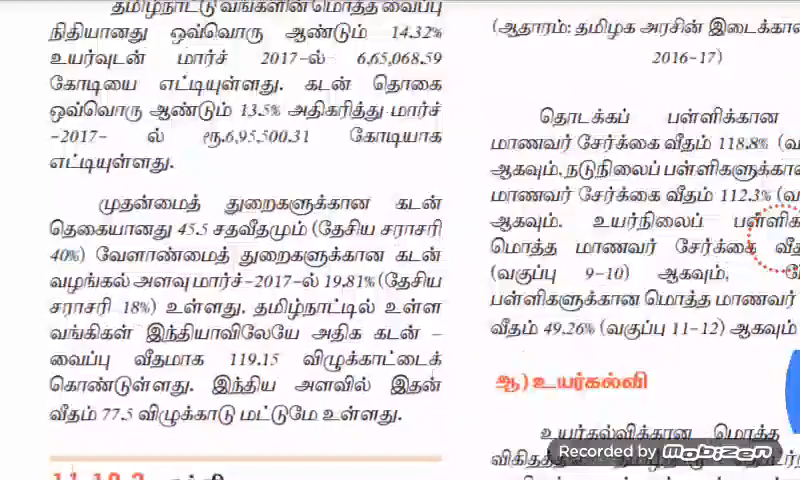 தமிழ்நாட்டு வங்கிகளின் மொத்த வைப்பு
நிதியானது ஒவ்வொரு ஆண்டும் 14.32%
உயர்வுடன் மார்ச் 2017-ல் 6,65,068.59
கோடியை எட்டியுள்ளது. கடன் தொகை
ஒவ்வொரு ஆண்டும் 13.5% அதிகரித்து மார்ச்
-2017- ல் ரூ.6,95,500.31 கோடியாக
எட்டியுள்ளது.
முதன்மைத் துறைகளுக்கான கடன்
தெகையானது 45.5 சதவீதமும் (தேசிய சராசரி
40%) வேளாண்மைத் துறைகளுக்கான கடன்
வழங்கல் அளவு மார்ச்-2017-ல் 19.81% (தேசிய
சராசரி 18%) உள்ளது. தமிழ்நாட்டில் உள்ள
வங்கிகள் இந்தியாவிலேயே அதிக கடன் –
வைப்பு வீதமாக 119.15 விழுக்காட்டைக்
கொண்டுள்ளது. இந்திய அளவில் இதன்
வீதம் 77.5 விழுக்காடு மட்டுமே உள்ளது.
(ஆதாரம்: தமிழக அரசின்
2016-17)
தொடக்கப் பள்ளிக்கான
மாணவர் சேர்க்கை வீதம் 118.8%
ஆகவும், நடுநிலைப்
மாணவர் சேர்க்கை வீதம் 112.3%
ஆகவும். உயர்நிலைப்
மொத்த மாணவர் சேர்க்கை
(வகுப்பு 9-10) ஆகவும்,
பள்ளிகளுக்கான மொத்த மாணவர்
வீதம் 49.26% (வகுப்பு 11-12) ஆகவும்
ஆ) உயர்கல்வி
உயர்கல்விக்கான மொத்த
Recorded by mobizen